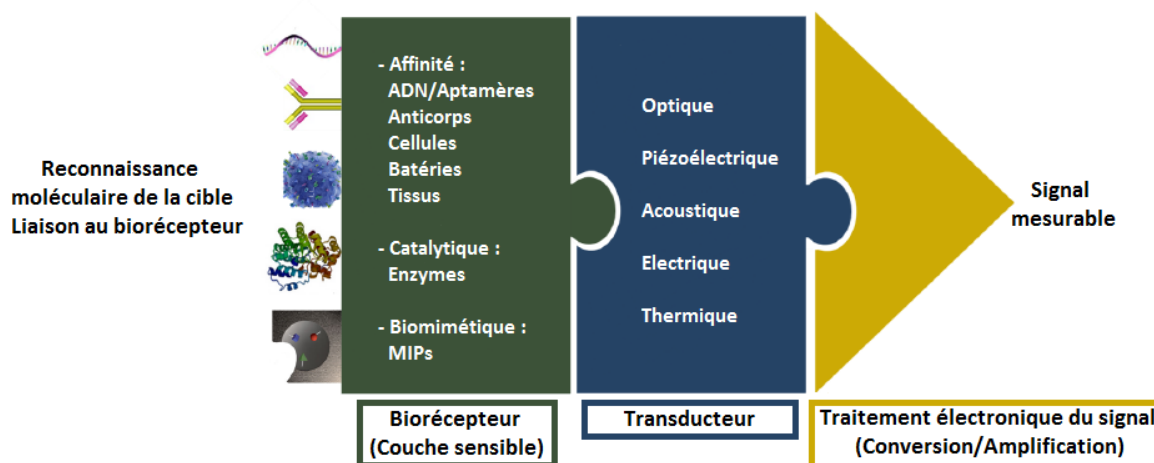 Reconnaissance
moléculaire de la cible
Liaison au biorécepteur
- Affinité :
ADN/Aptamères
Anticorps
Cellules
Batéries
Tissus
- Catalytique :
Enzymes
- Biomimétique :
MIPs
Optique
Piézoélectrique
Acoustique
Electrique
Thermique
Signal
mesurable
Biorécepteur
(Couche sensible)
Transducteur
Traitement électronique du signal
(Conversion/Amplification)